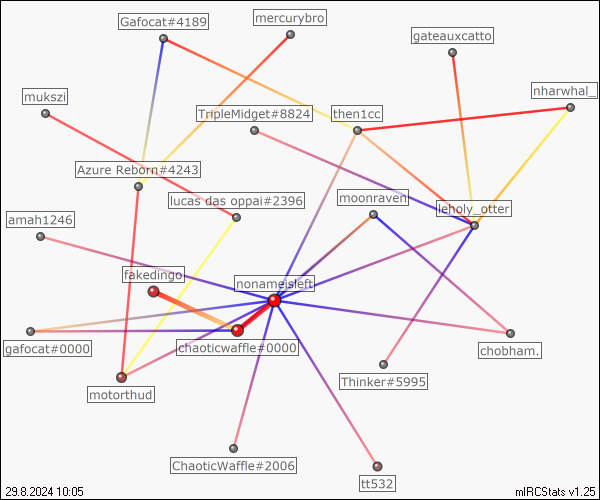 Gafocat#4189
mercurybro
gateauxcatto
mukszi
nharwhal_
TripleMidget#8824
then1cc
Azure Reborn#4243
lucas das oppai#2396
moonraven
leholy_otter
amah1246
fakedingo
nonameisleft
gafocat#0000
chaoticwaffle#0000
chobham.
Thinker#5995
motorthud
ChaoticWaffle#2006
tt532
29.8.2024 10:05
mIRCStats v1.25